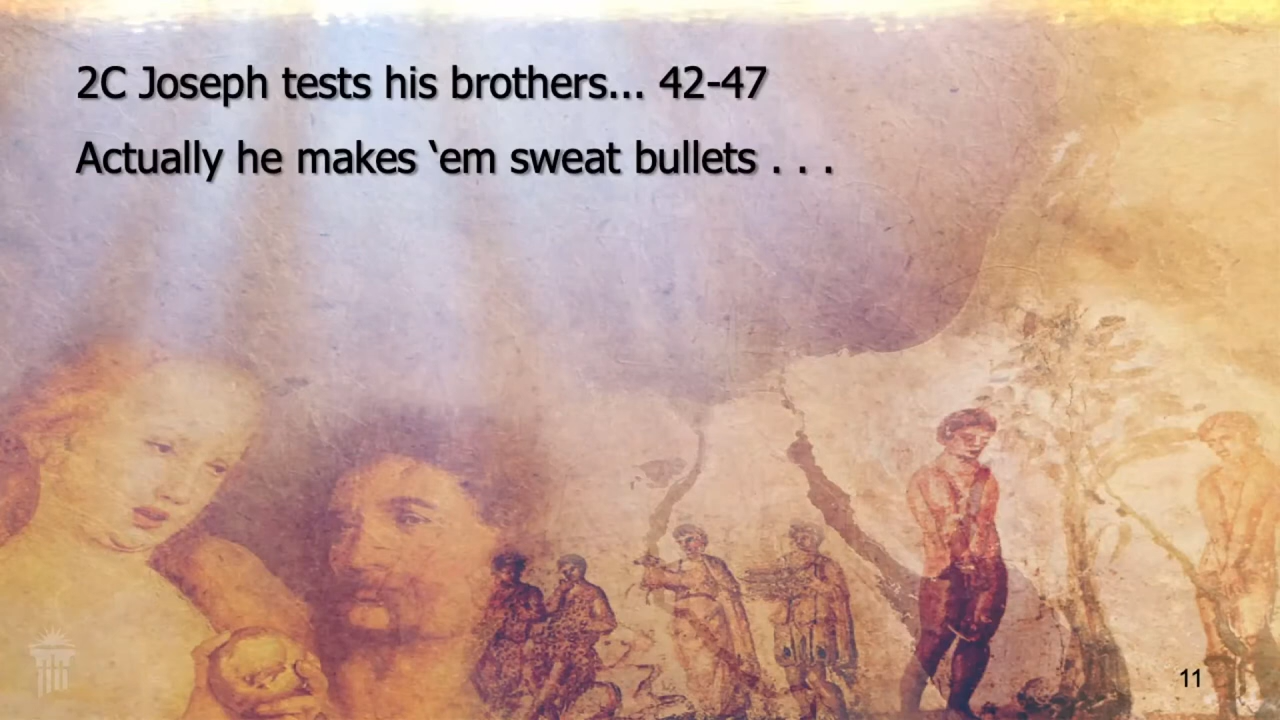 2C Joseph tests his brothers... 42-47
Actually he makes ‘em sweat bullets . . .
11